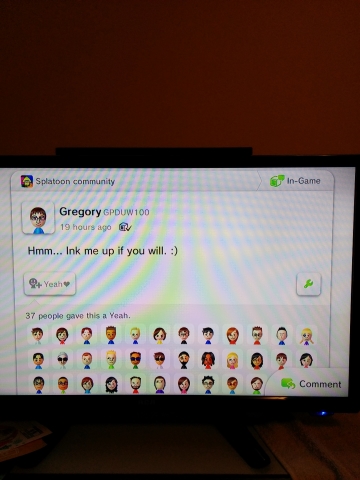 Splatoon community
In-Game
Gregory GPDUW100
19 hours ago
Hmm... Ink me up if you will. :)
Yeah♥
37 people gave this a Yeah.
Comment